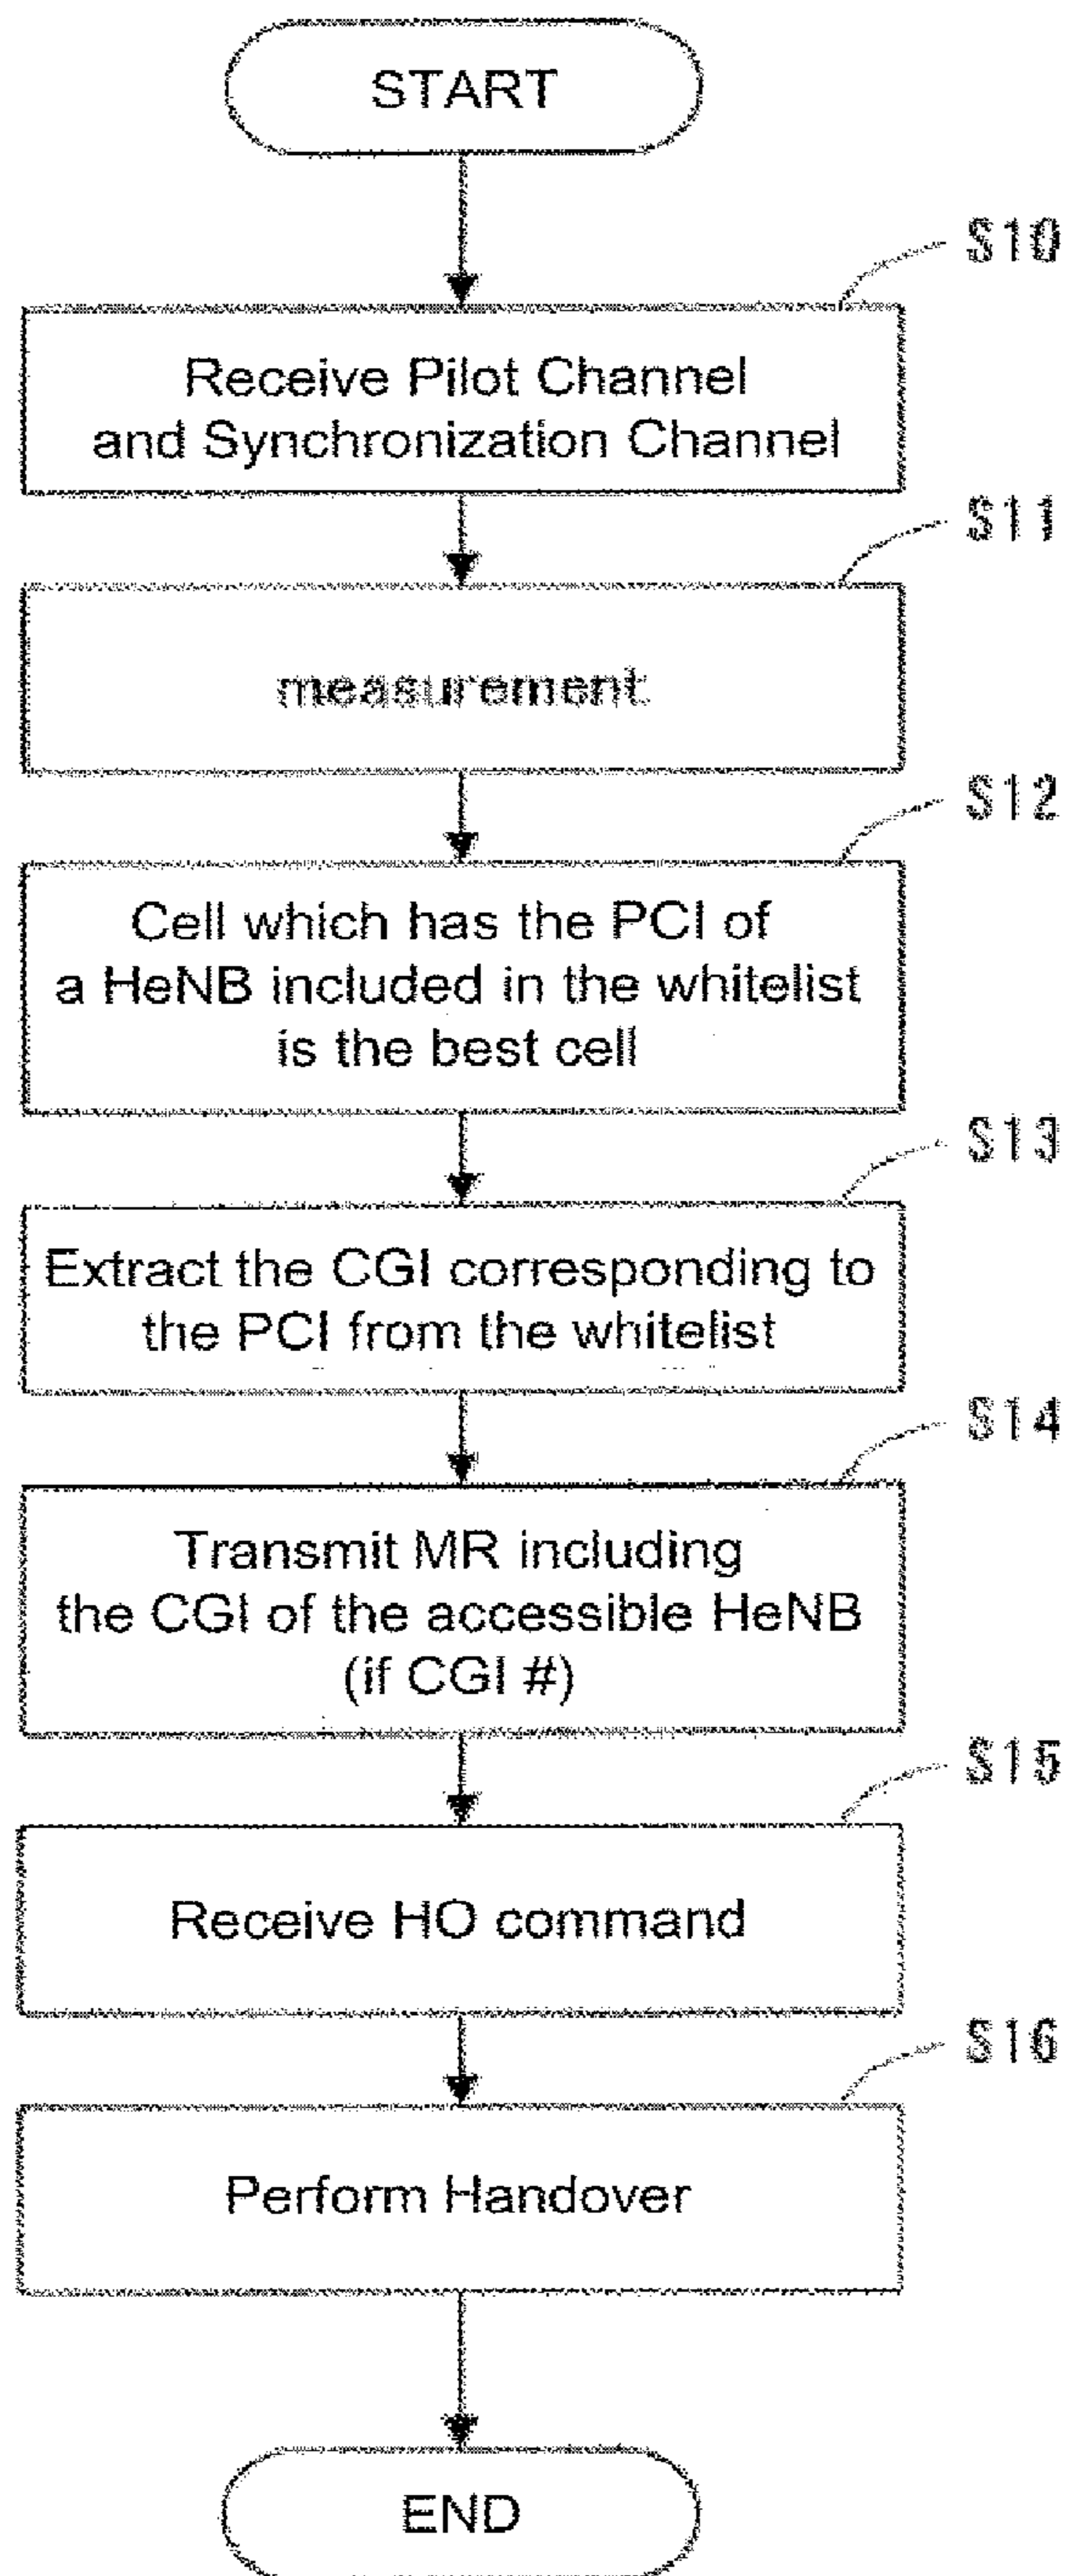 START
S10
Receive Pilot Channel
and Synchronization Channel
S11
measurement
S12
Cell which has the PCI of
a HeNB included in the whitelist
is the best cell
S13
Extract the CGI corresponding to
the PCI from the whitelist
S14
Transmit MR including
the CGI of the accessible HeNB
(if CGI #)
S15
Receive HO command
S16
Perform Handover
END